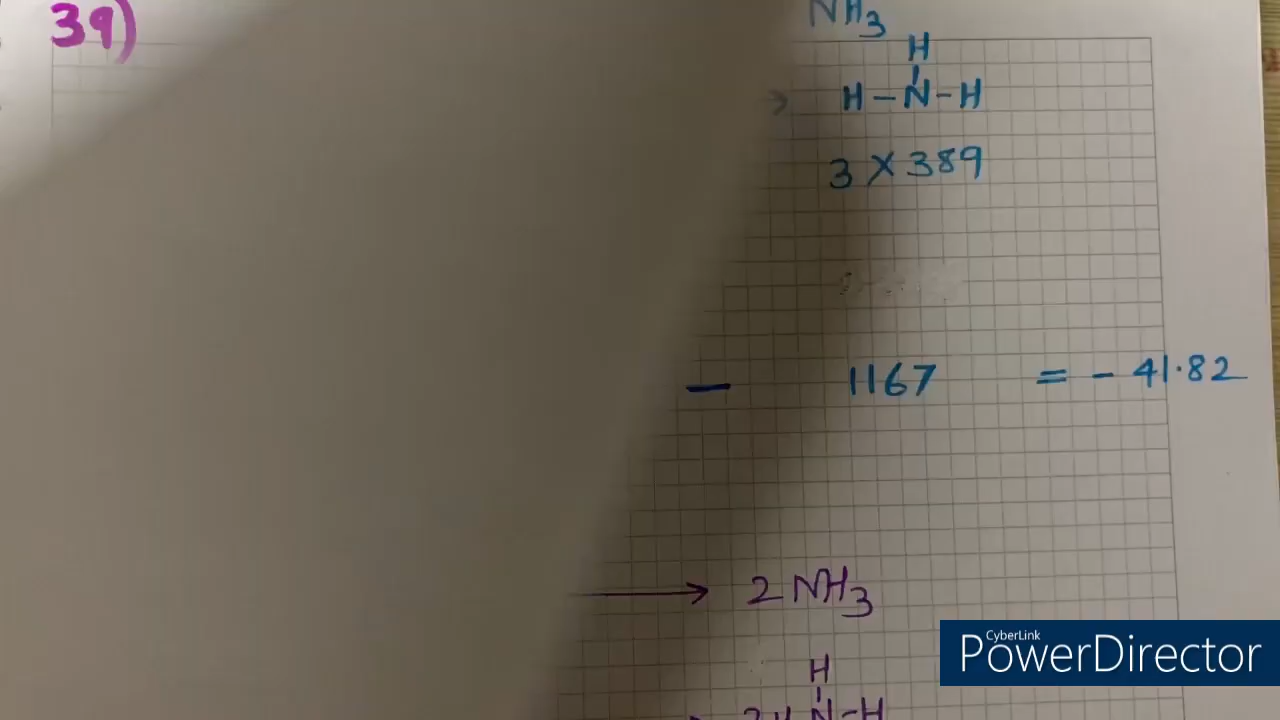 39)
NH3
H
H-N-H
3 X 389
- 1167 = - 41.82
→ 2 NH3
H
N-H
CyberLink
PowerDirector